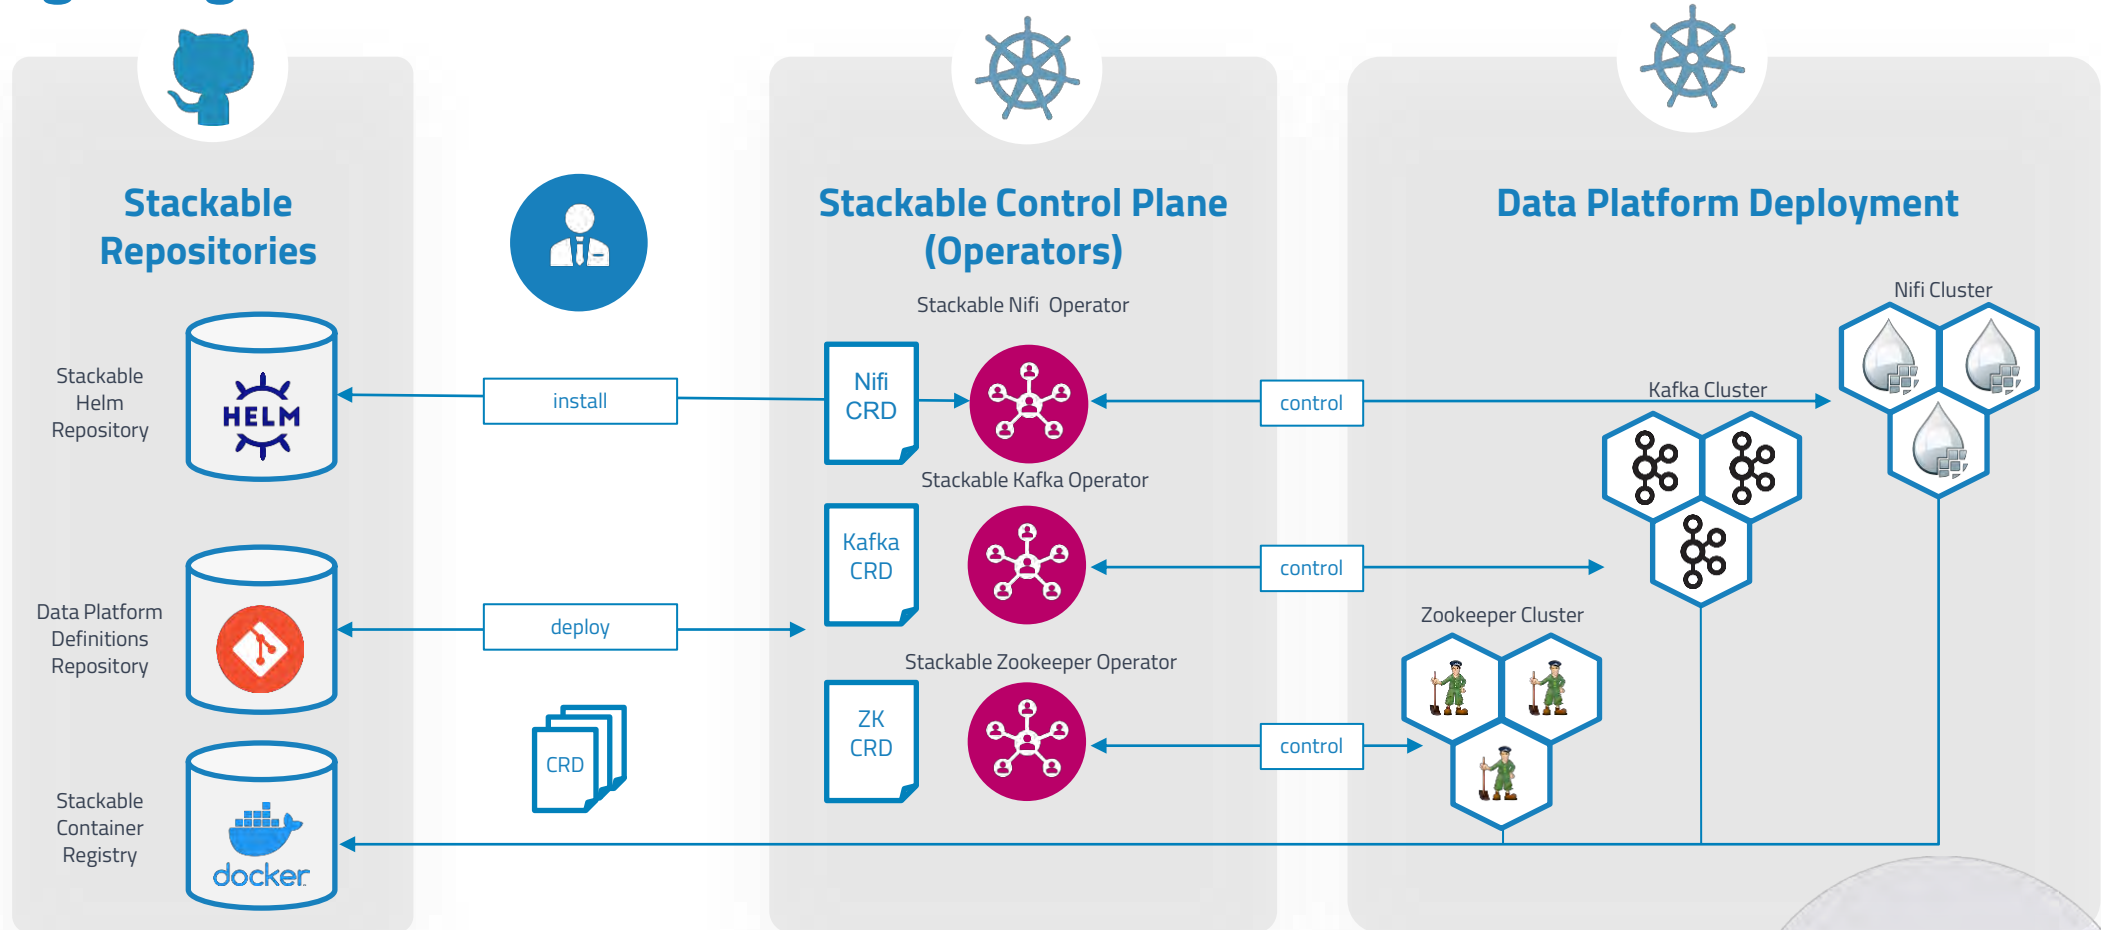 Stackable
Repositories
Stackable
Helm
Repository
HELM
Data Platform
Definitions
Repository
Stackable
Container
Registry
docker
install
deploy
CRD
Stackable Control Plane
(Operators)
Stackable Nifi Operator
Nifi
CRD
Stackable Kafka Operator
Kafka
CRD
Stackable Zookeeper Operator
ZK
CRD
control
control
control
Data Platform Deployment
Nifi Cluster
Kafka Cluster
Zookeeper Cluster